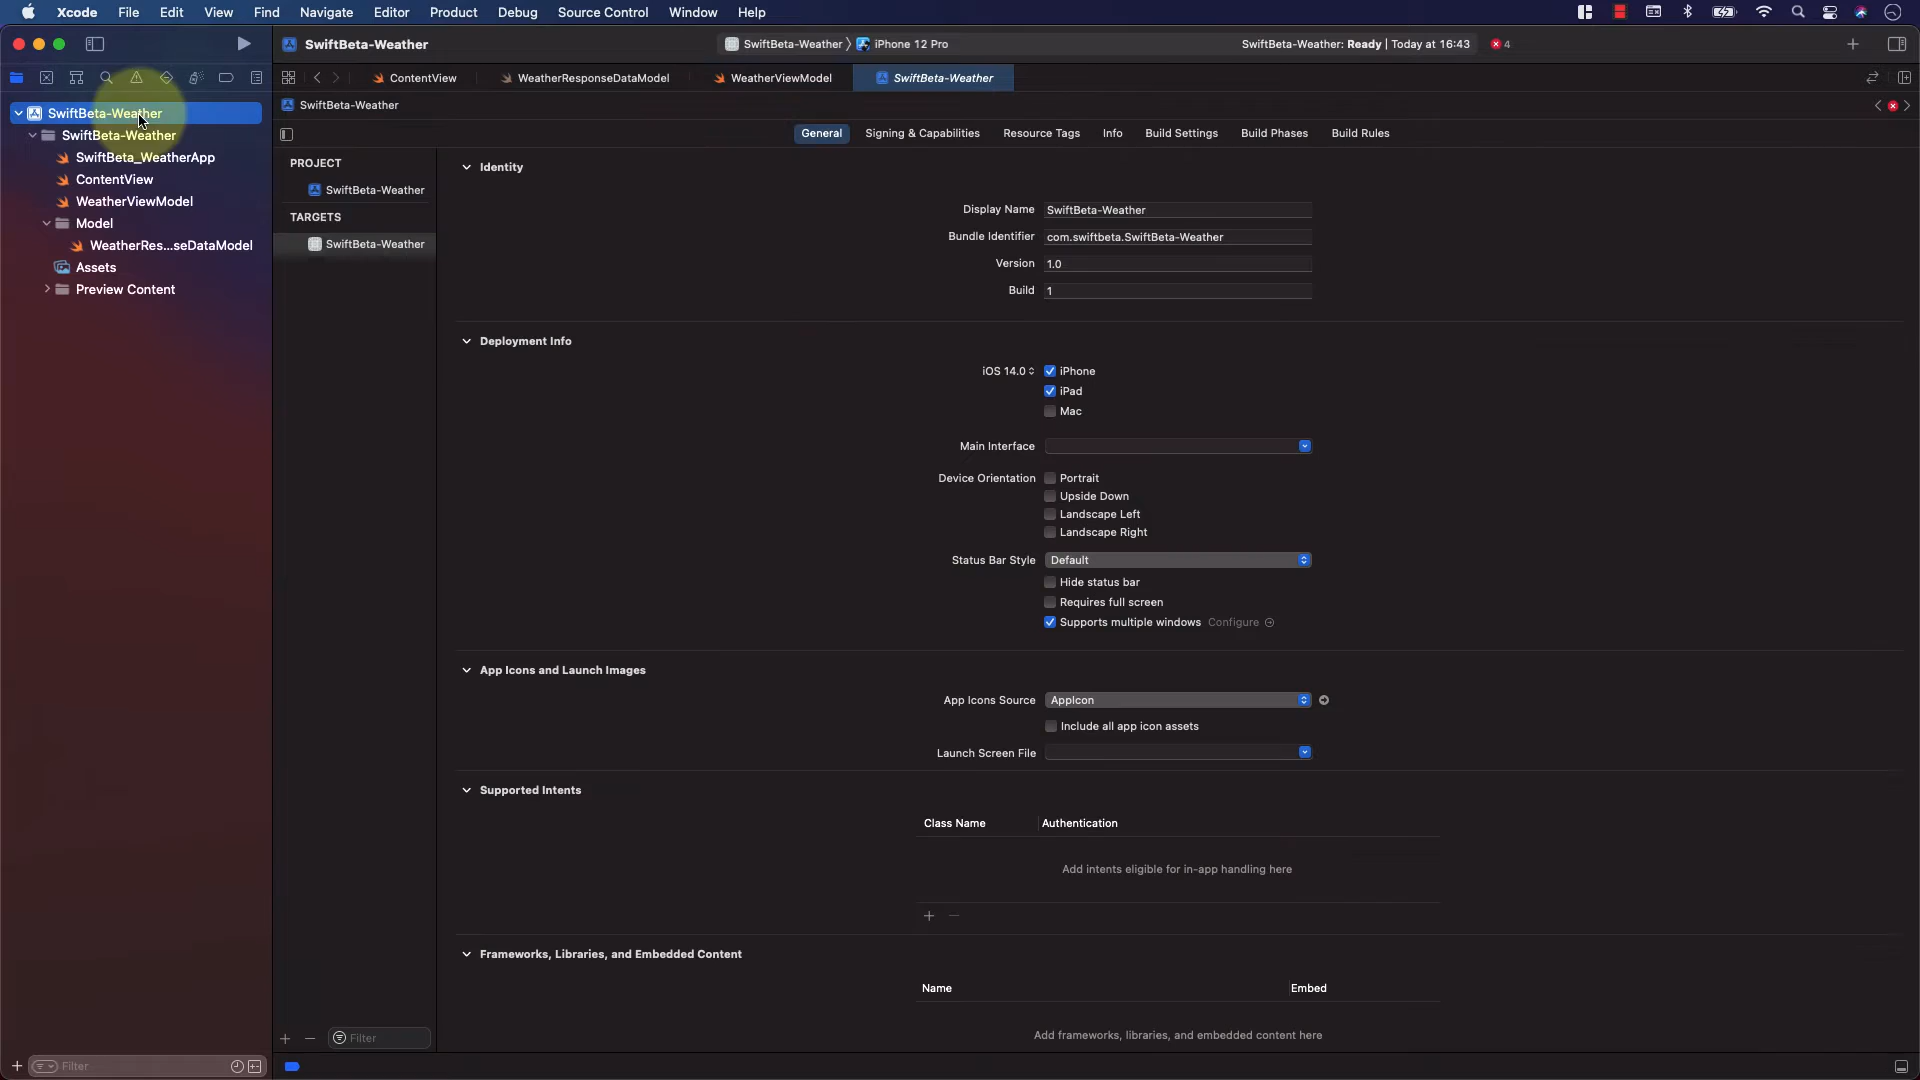 Xcode File Edit View Find Navigate Editor Product Debug Source Control Window Help
SwiftBeta-Weather
SwiftBeta-Weather iPhone 12 Pro
SwiftBeta-Weather: Ready | Today at 16:43 4
ContentView WeatherResponseDataModel WeatherViewModel SwiftBeta-Weather
SwiftBeta-Weather
SwiftBeta-Weather
SwiftBeta_WeatherApp
ContentView
WeatherViewModel
Model
WeatherRes...seDataModel
Assets
Preview Content
Filter
SwiftBeta-Weather
General Signing & Capabilities Resource Tags Info Build Settings Build Phases Build Rules
PROJECT
SwiftBeta-Weather
TARGETS
SwiftBeta-Weather
Filter
Identity
Display Name SwiftBeta-Weather
Bundle Identifier com.swiftbeta.SwiftBeta-Weather
Version 1.0
Build 1
Deployment Info
iOS 14.0 iPhone
iPad
Mac
Main Interface
Device Orientation Portrait
Upside Down
Landscape Left
Landscape Right
Status Bar Style Default
Hide status bar
Requires full screen
Supports multiple windows Configure
App Icons and Launch Images
App Icons Source AppIcon
Include all app icon assets
Launch Screen File
Supported Intents
Class Name Authentication
Add intents eligible for in-app handling here
Frameworks, Libraries, and Embedded Content
Name Embed
Add frameworks, libraries, and embedded content here